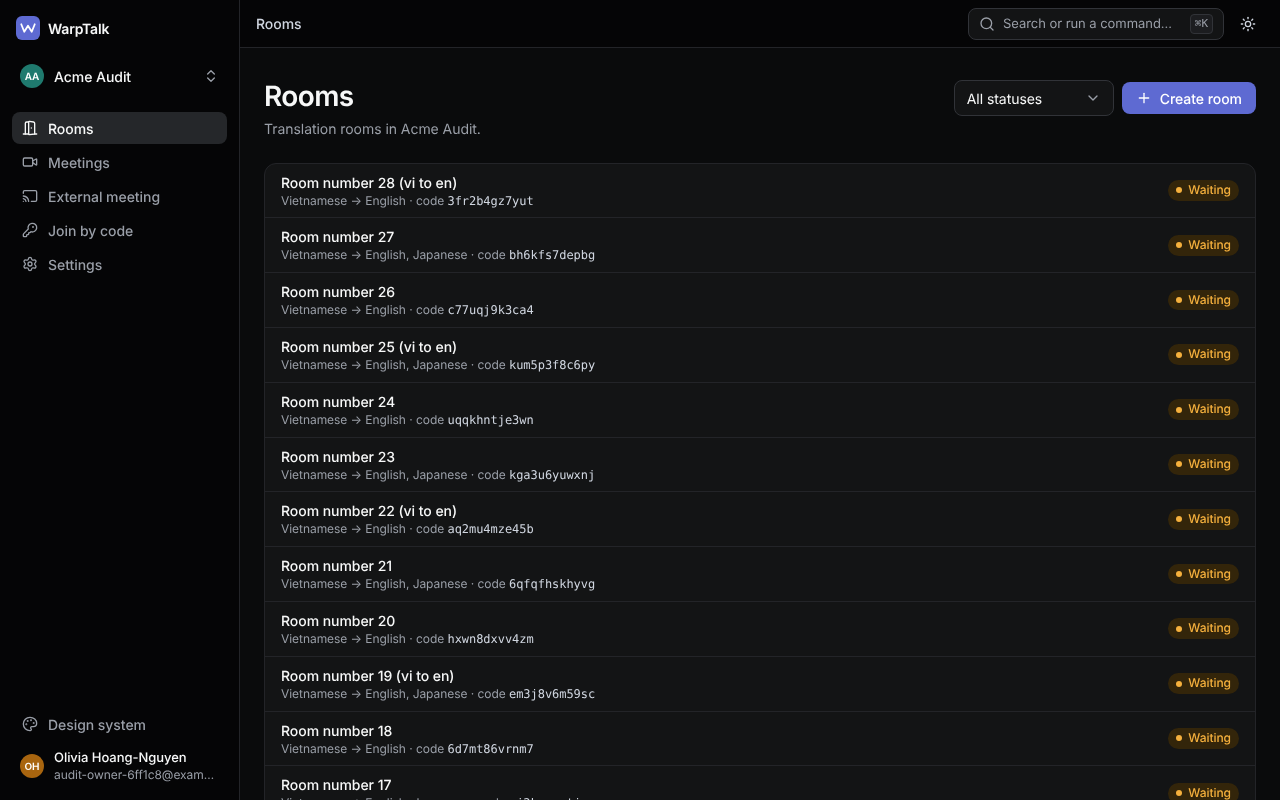 WarpTalk
Rooms
Search or run a command...
⌘K
AA
Acme Audit
Rooms
Meetings
External meeting
Join by code
Settings
Rooms
Translation rooms in Acme Audit.
All statuses
Create room
Room number 28 (vi to en)
Vietnamese → English · code 3fr2b4gz7yut
Waiting
Room number 27
Vietnamese → English, Japanese · code bh6kfs7depbg
Waiting
Room number 26
Vietnamese → English · code c77uqj9k3ca4
Waiting
Room number 25 (vi to en)
Vietnamese → English, Japanese · code kum5p3f8c6py
Waiting
Room number 24
Vietnamese → English · code uqqkhntje3wn
Waiting
Room number 23
Vietnamese → English, Japanese · code kga3u6yuwxnj
Waiting
Room number 22 (vi to en)
Vietnamese → English · code aq2mu4mze45b
Waiting
Room number 21
Vietnamese → English, Japanese · code 6qfqfhskhyvg
Waiting
Room number 20
Vietnamese → English · code hxwn8dxvv4zm
Waiting
Room number 19 (vi to en)
Vietnamese → English, Japanese · code em3j8v6m59sc
Waiting
Room number 18
Vietnamese → English · code 6d7mt86vrnm7
Waiting
Room number 17
Waiting
Design system
OH
Olivia Hoang-Nguyen
audit-owner-6ff1c8@exam...